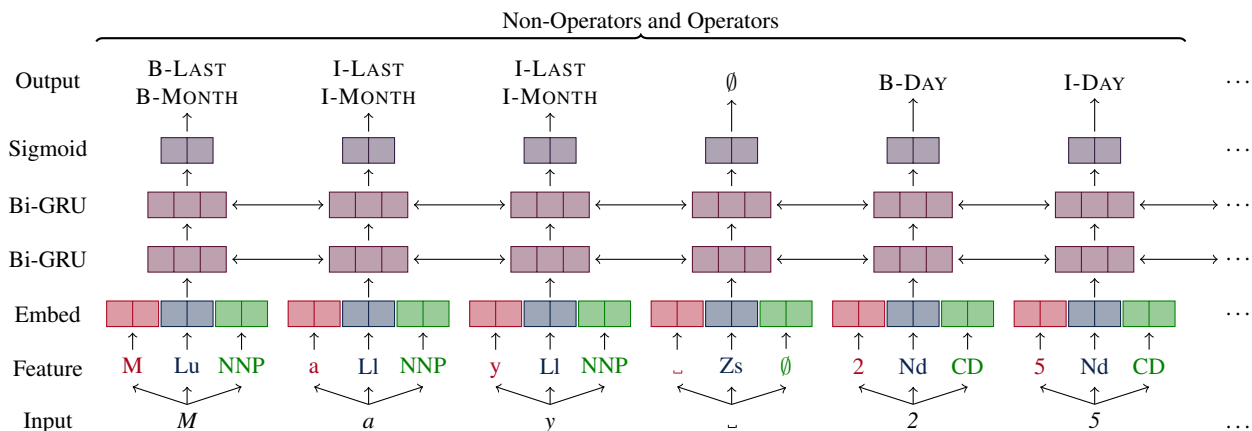 Non-Operators and Operators
Output B-LAST I-LAST I-LAST ∅ B-DAY I-DAY ...
B-MONTH I-MONTH I-MONTH
Sigmoid ...
Bi-GRU ...
Bi-GRU ...
Embed ...
Feature M Lu NNP a Ll NNP y Ll NNP ␣ Zs ∅ 2 Nd CD 5 Nd CD ...
Input M a y ␣ 2 5 ...